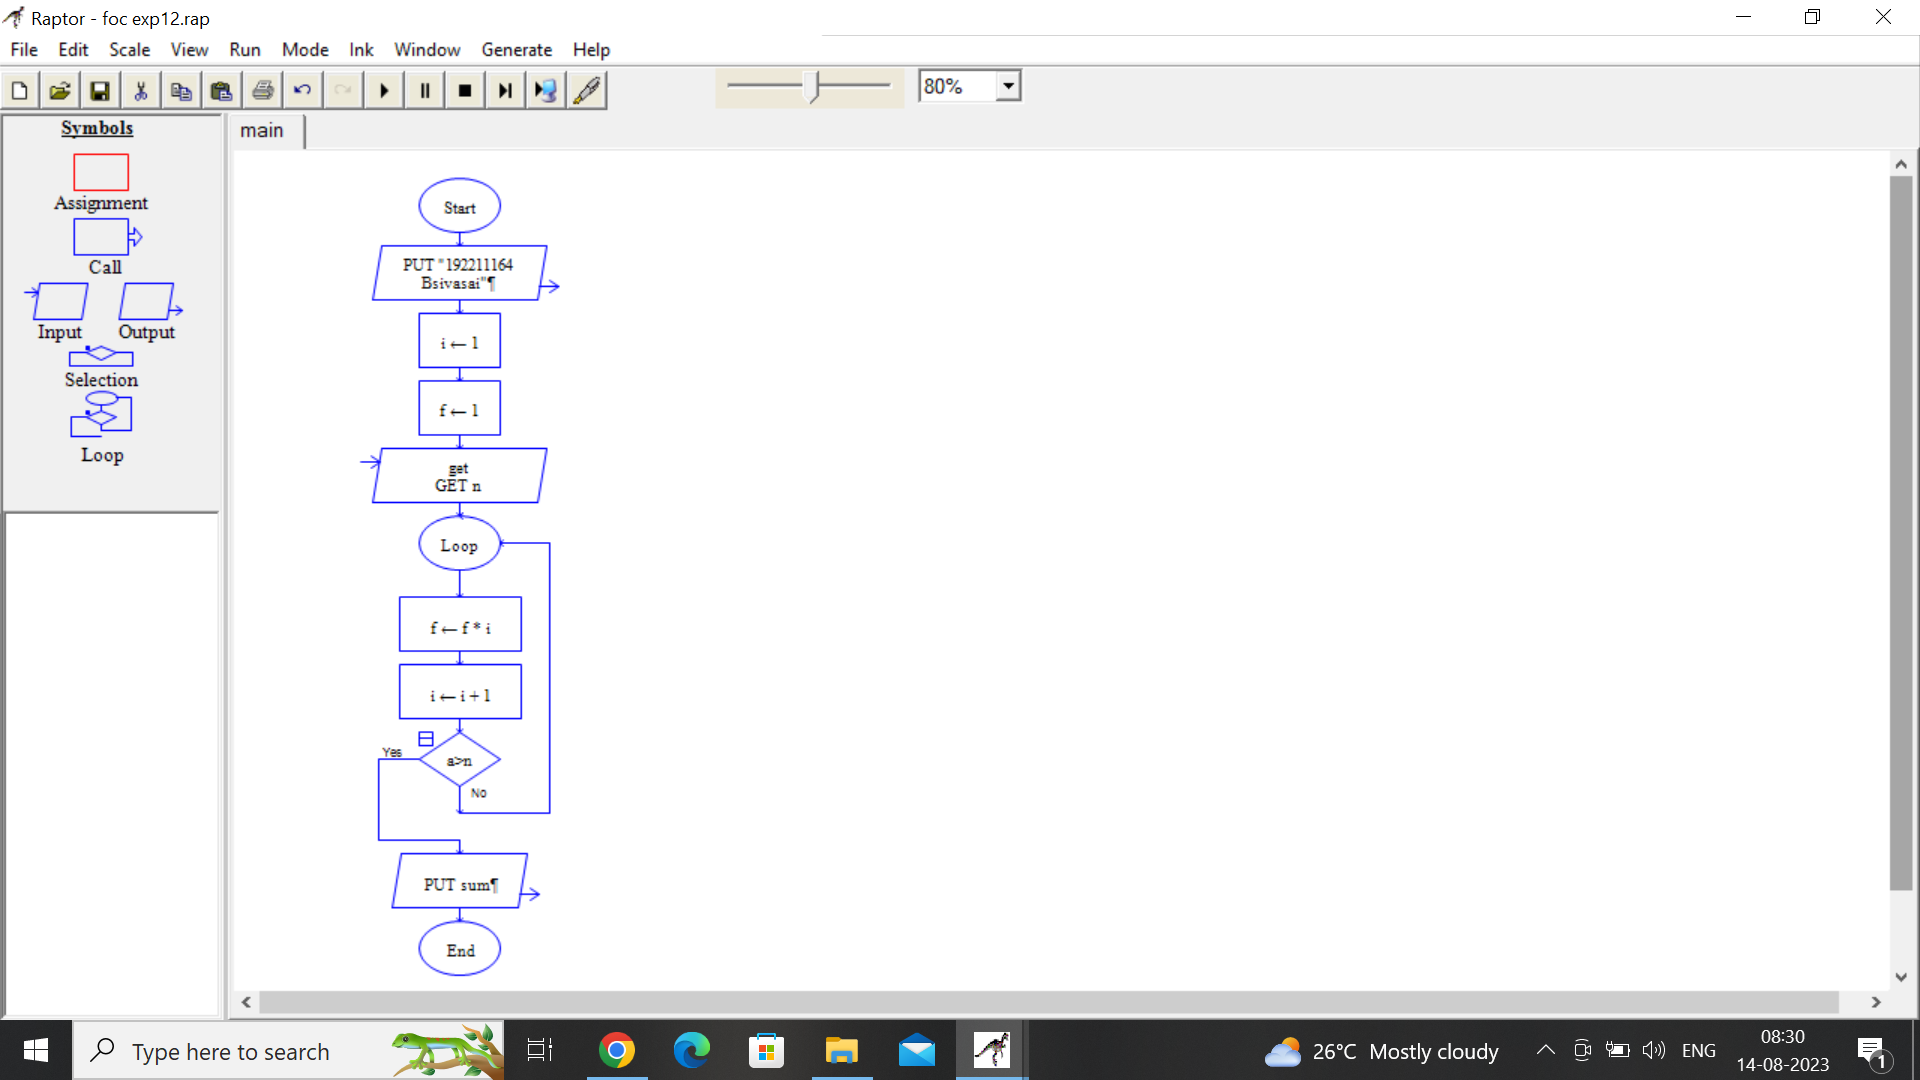 Raptor - foc exp12.rap
File Edit Scale View Run Mode Ink Window Generate Help
80%
Symbols
Assignment
Call
Input Output
Selection
Loop
main
Start
PUT "192211164
Bsivasai"¶
i ← 1
f ← 1
get
GET n
Loop
f ← f * i
i ← i + 1
Yes
a>n
No
PUT sum¶
End
Type here to search
26°C Mostly cloudy
ENG
08:30
14-08-2023
1